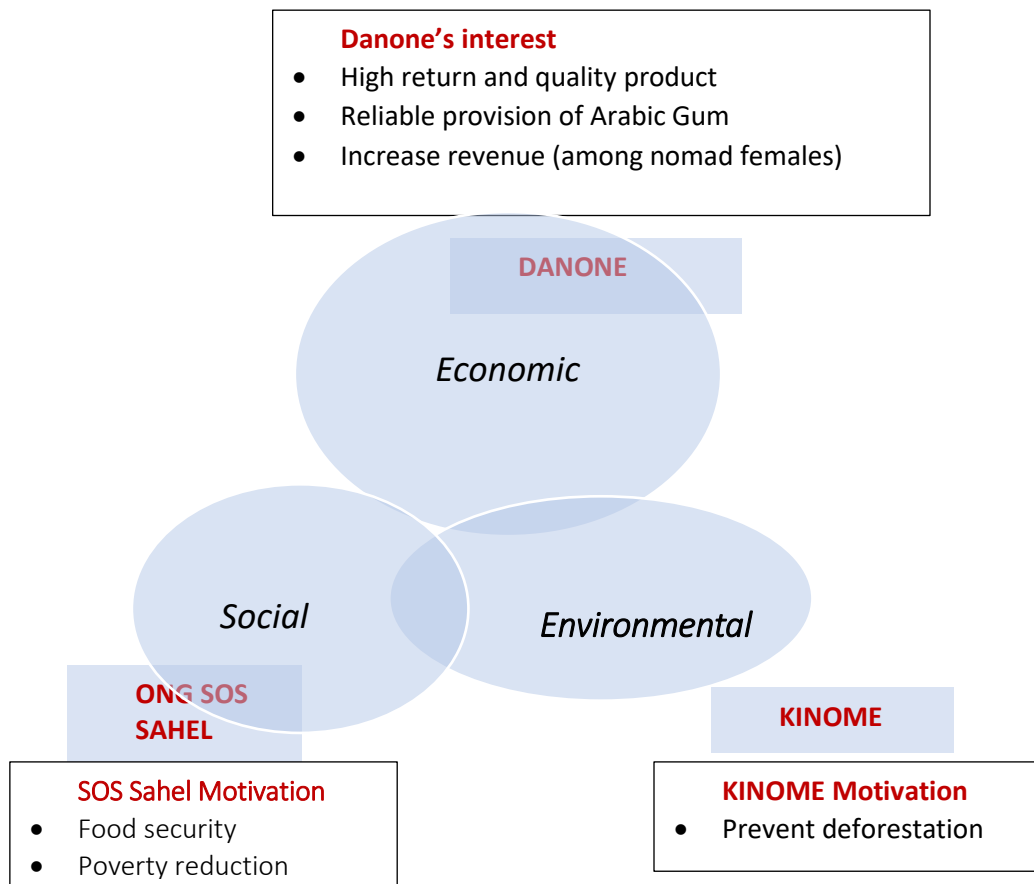 Danone's interest
• High return and quality product
• Reliable provision of Arabic Gum
• Increase revenue (among nomad females)
DANONE
Economic
Social
Environmental
ONG SOS
SAHEL
KINOME
SOS Sahel Motivation
• Food security
• Poverty reduction
KINOME Motivation
• Prevent deforestation